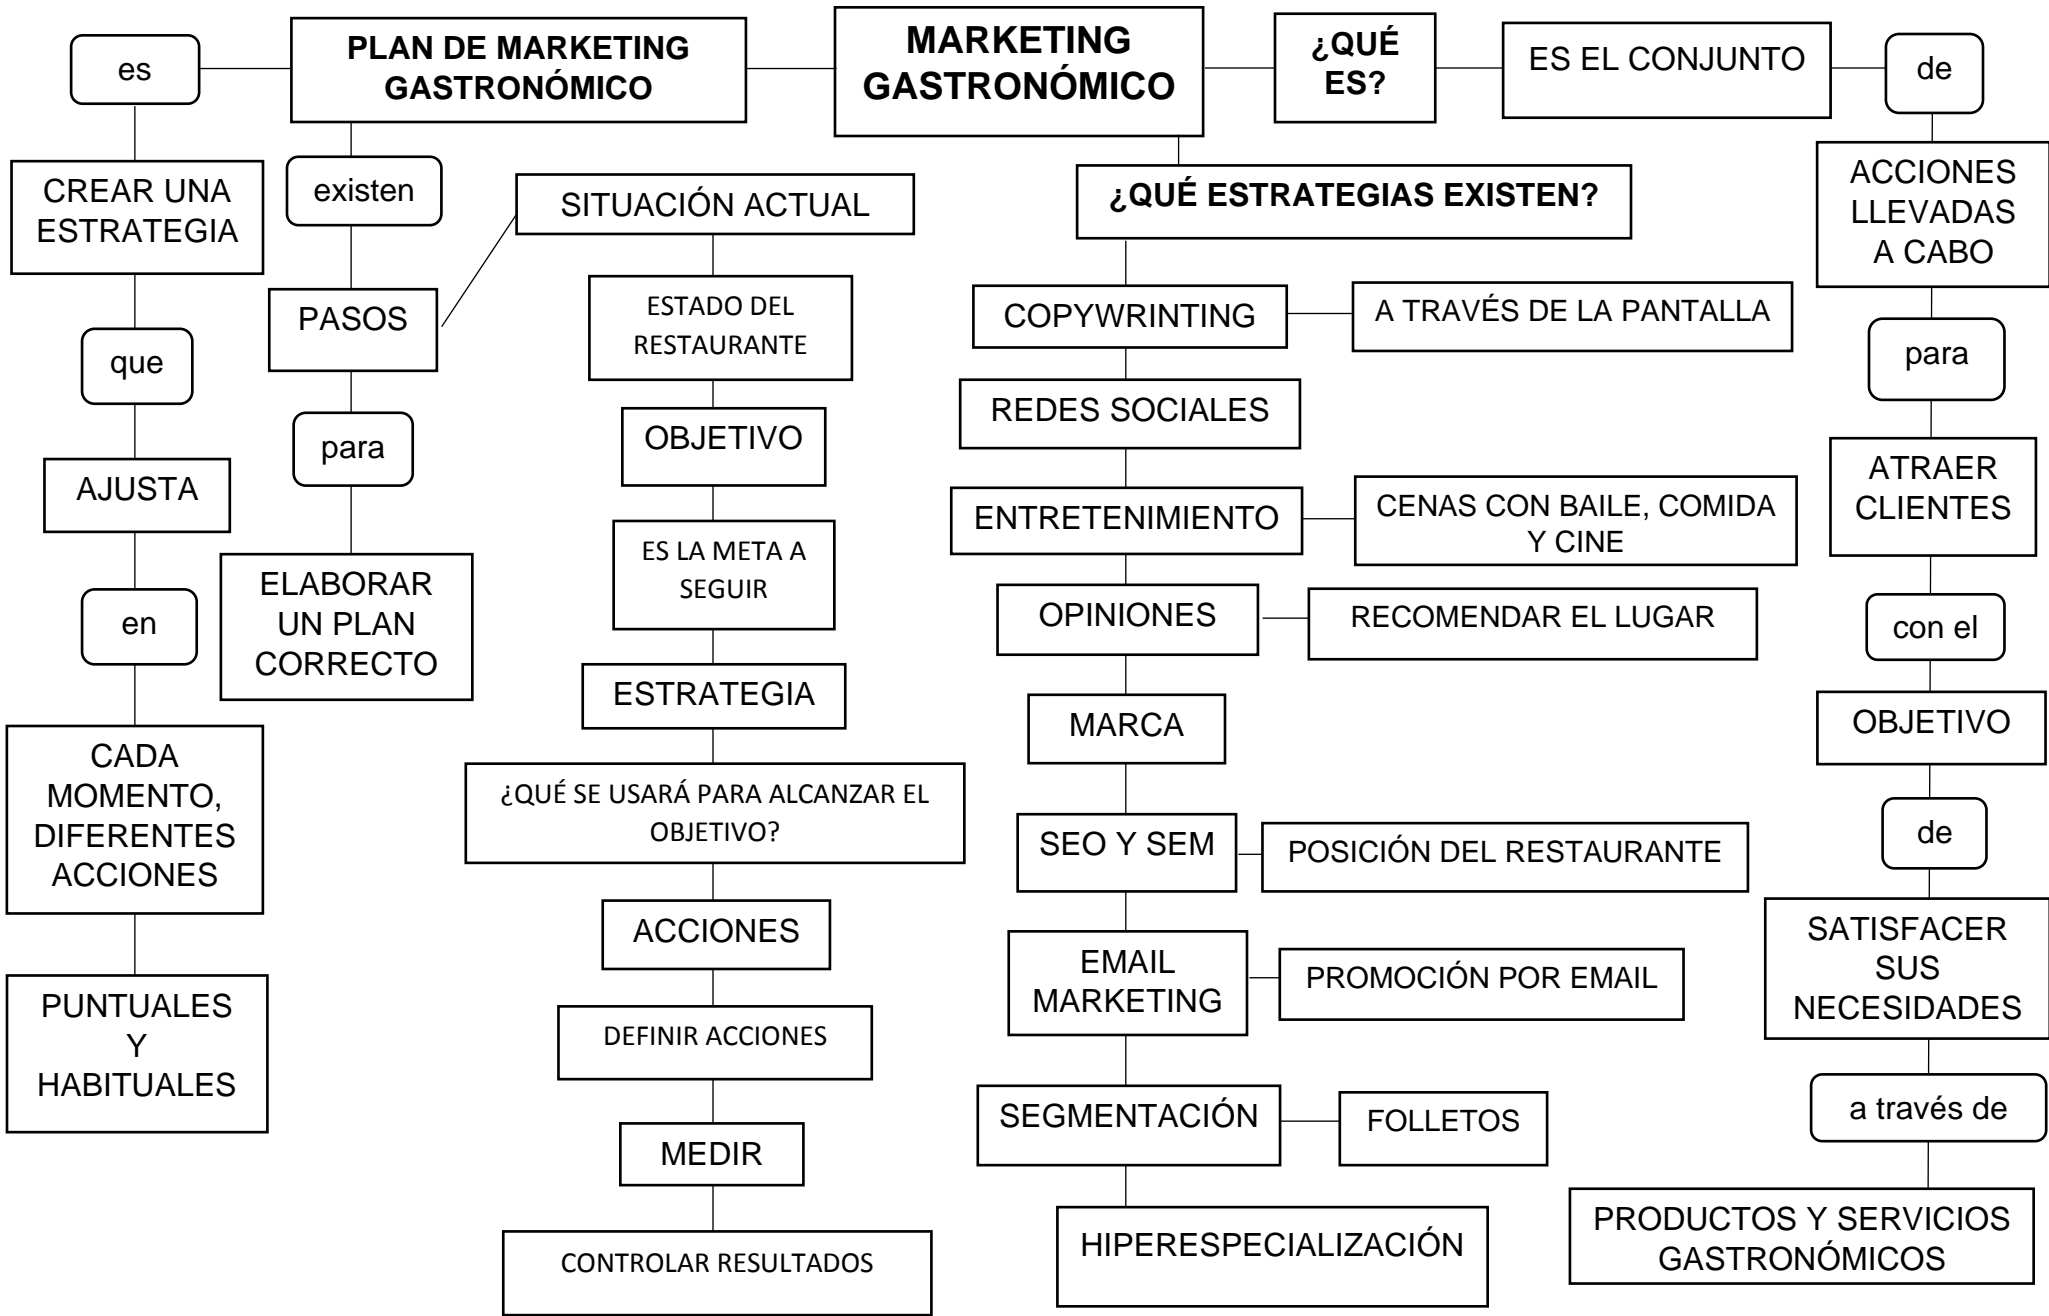 MARKETING
GASTRONÓMICO
PLAN DE MARKETING
GASTRONÓMICO
es
CREAR UNA
ESTRATEGIA
que
AJUSTA
en
CADA
MOMENTO,
DIFERENTES
ACCIONES
PUNTUALES
Y
HABITUALES
existen
PASOS
para
ELABORAR
UN PLAN
CORRECTO
SITUACIÓN ACTUAL
ESTADO DEL
RESTAURANTE
OBJETIVO
ES LA META A
SEGUIR
ESTRATEGIA
¿QUÉ SE USARÁ PARA ALCANZAR EL
OBJETIVO?
ACCIONES
DEFINIR ACCIONES
MEDIR
CONTROLAR RESULTADOS
¿QUÉ ESTRATEGIAS EXISTEN?
COPYWRINTING
A TRAVÉS DE LA PANTALLA
REDES SOCIALES
ENTRETENIMIENTO
CENAS CON BAILE, COMIDA
Y CINE
OPINIONES
RECOMENDAR EL LUGAR
MARCA
SEO Y SEM
POSICIÓN DEL RESTAURANTE
EMAIL
MARKETING
PROMOCIÓN POR EMAIL
SEGMENTACIÓN
FOLLETOS
HIPERESPECIALIZACIÓN
¿QUÉ
ES?
ES EL CONJUNTO
de
ACCIONES
LLEVADAS
A CABO
para
ATRAER
CLIENTES
con el
OBJETIVO
de
SATISFACER
SUS
NECESIDADES
a través de
PRODUCTOS Y SERVICIOS
GASTRONÓMICOS